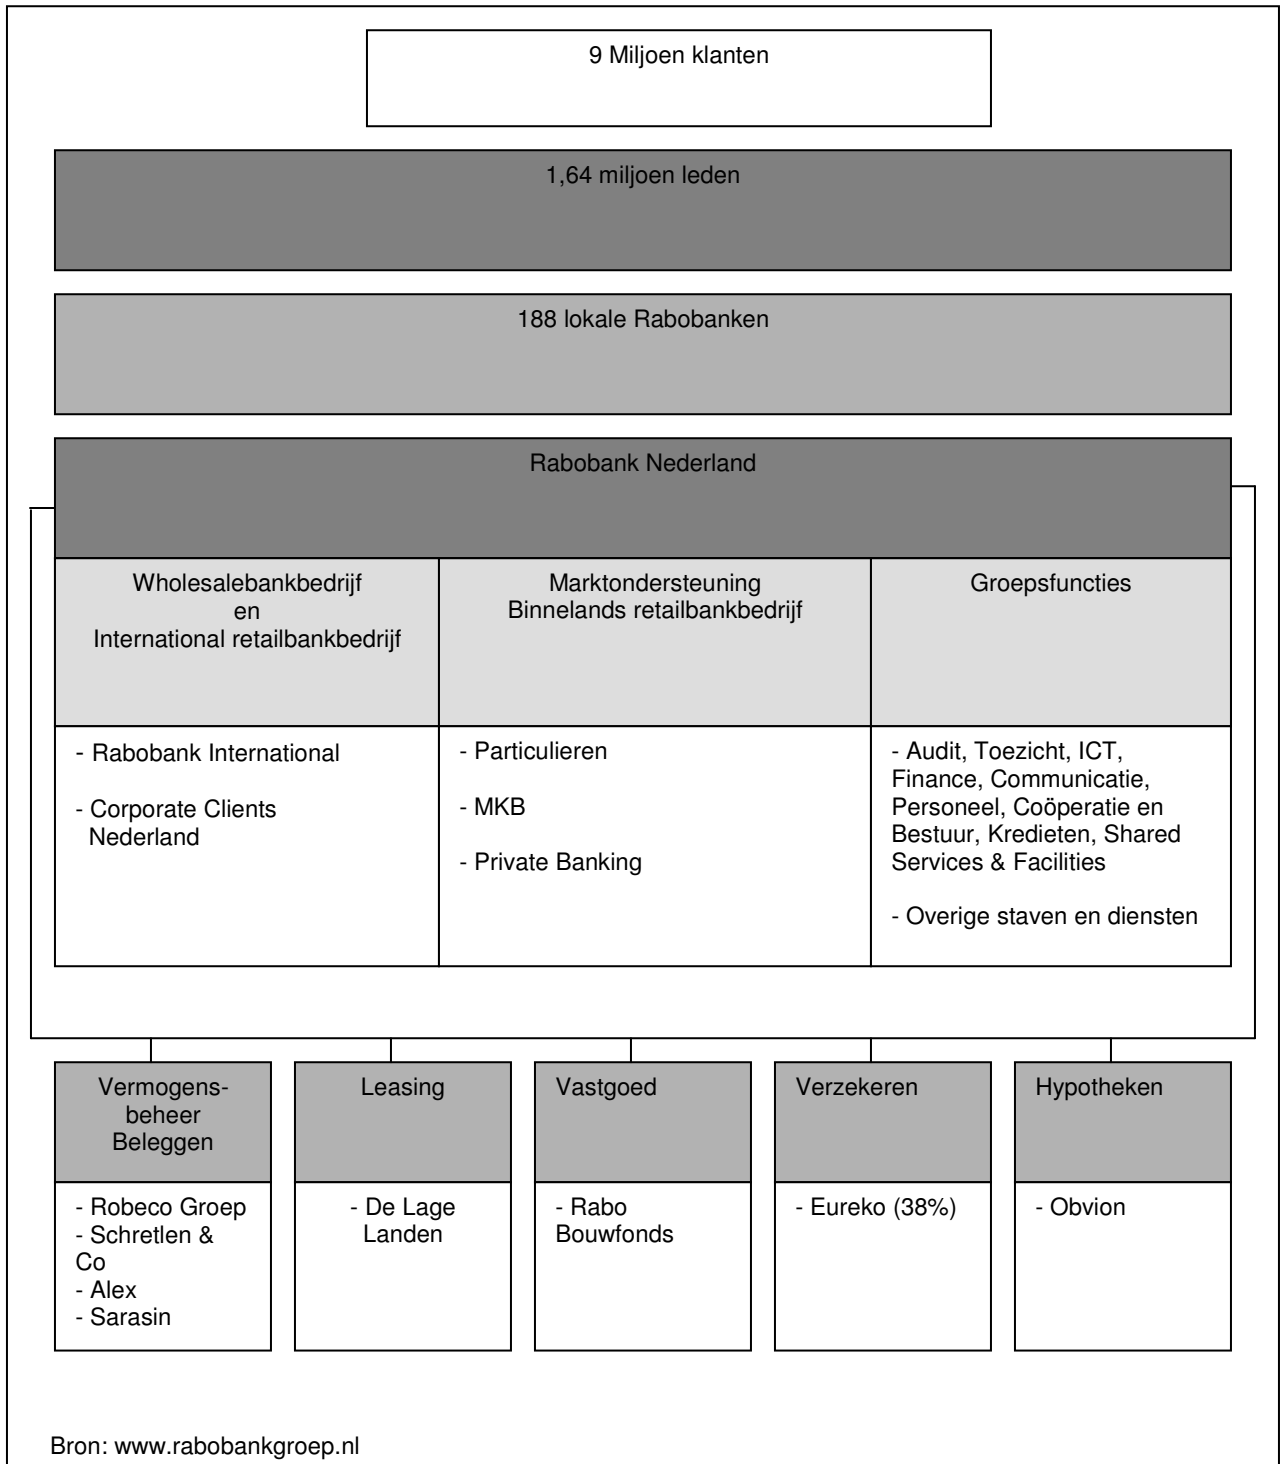 9 Miljoen klanten
1,64 miljoen leden
188 lokale Rabobanken
Rabobank Nederland
Wholesalebankbedrijf
en
International retailbankbedrijf
Marktondersteuning
Binnelands retailbankbedrijf
Groepsfuncties
- Rabobank International
- Corporate Clients
Nederland
- Particulieren
- MKB
- Private Banking
- Audit, Toezicht, ICT,
Finance, Communicatie,
Personeel, Coöperatie en
Bestuur, Kredieten, Shared
Services & Facilities
- Overige staven en diensten
Vermogens-
beheer
Beleggen
- Robeco Groep
- Schretlen &
Co
- Alex
- Sarasin
Leasing
- De Lage
Landen
Vastgoed
- Rabo
Bouwfonds
Verzekeren
- Eureko (38%)
Hypotheken
- Obvion
Bron: www.rabobankgroep.nl